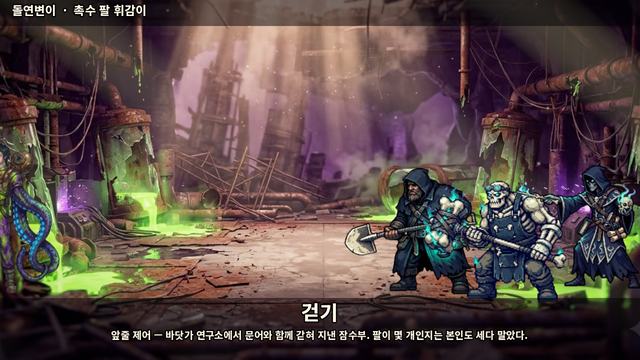 돌연변이 · 촉수 팔 휘감이
걷기
앞줄 제어 — 바닷가 연구소에서 문어와 함께 갇혀 지낸 잠수부. 팔이 몇 개인지는 본인도 세다 말았다.